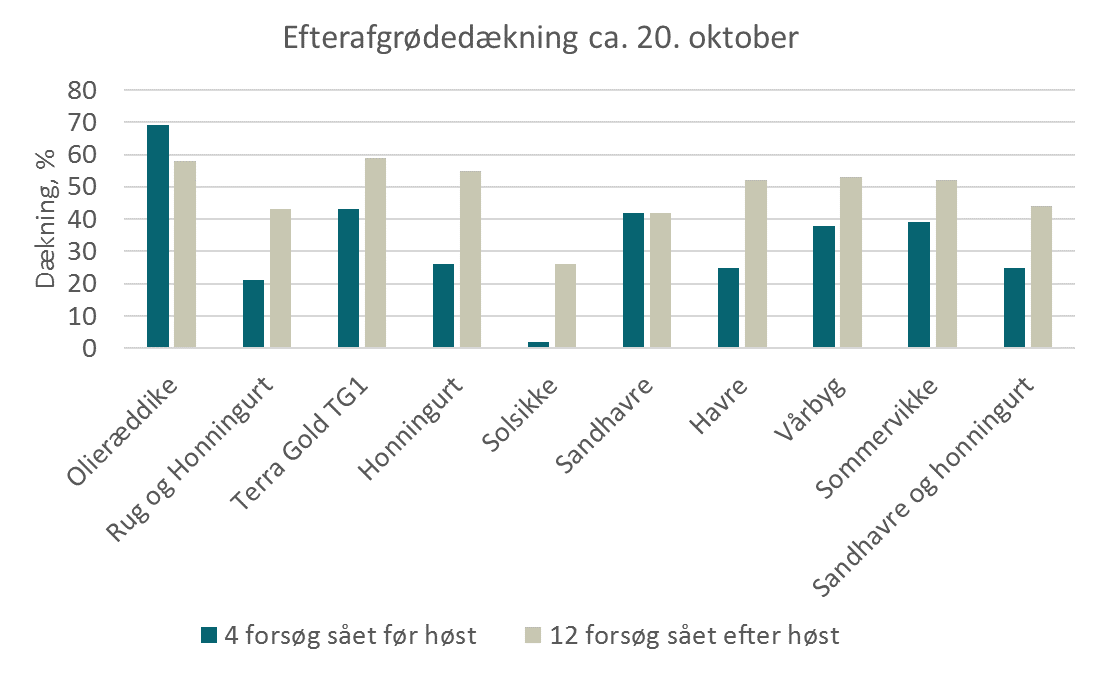 Efterafgrødedækning ca. 20. oktober
Dækning, %
80
70
60
50
40
30
20
10
0
Olieræddike
Rug og Honningurt
Terra Gold TG1
Honningurt
Solsikke
Sandhavre
Havre
Vårbyg
Sommervikke
Sandhavre og honningurt
4 forsøg sået før høst
12 forsøg sået efter høst